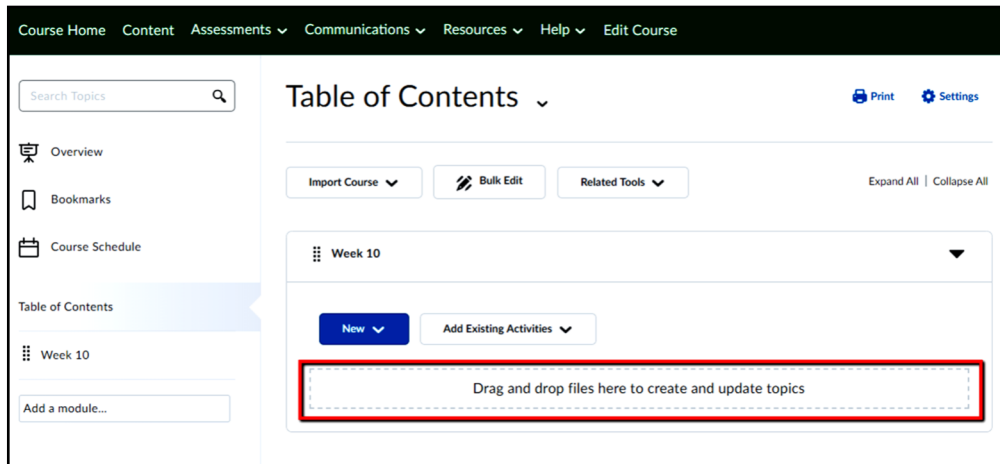 Course Home Content Assessments Communications Resources Help Edit Course
Search Topics
Overview
Bookmarks
Course Schedule
Table of Contents
Week 10
Add a module...
Table of Contents
Print Settings
Import Course Bulk Edit Related Tools Expand All | Collapse All
Week 10
New Add Existing Activities
Drag and drop files here to create and update topics